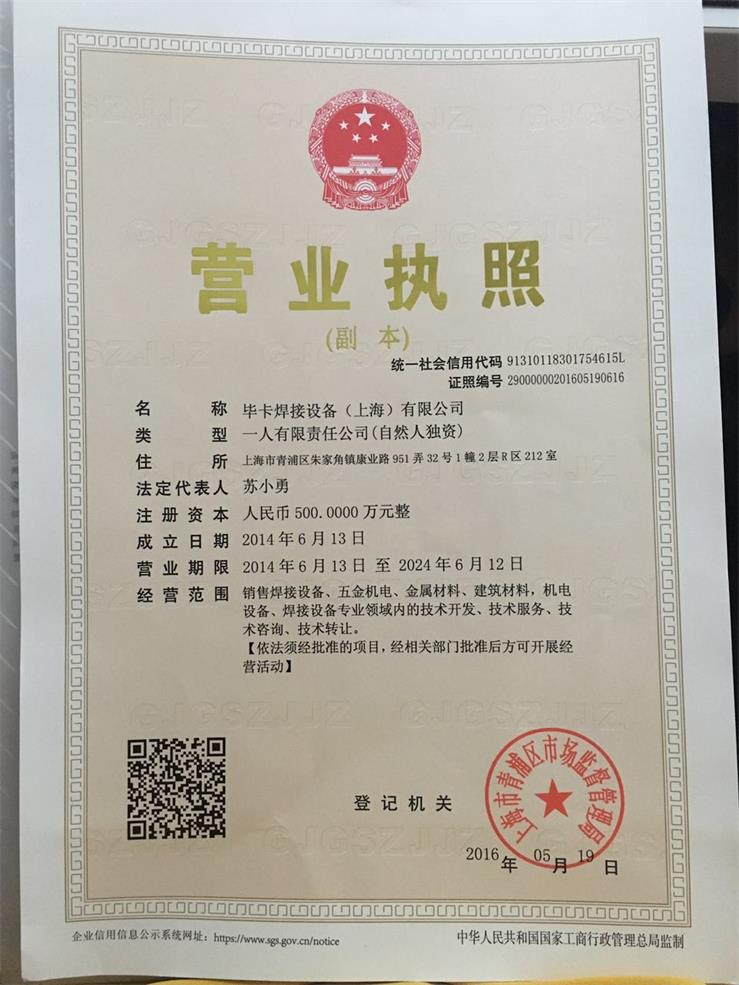 营业执照
(副 本)
统一社会信用代码 91310118301754615L
证照编号 29000000201605190616
名 称 毕卡焊接设备（上海）有限公司
类 型 一人有限责任公司(自然人独资)
住 所 上海市青浦区朱家角镇康业路951弄32号1幢2层R区212室
法定代表人 苏小勇
注册资本 人民币500.0000万元整
成立日期 2014年6月13日
营业期限 2014年6月13日 至 2024年6月12日
经营范围 销售焊接设备、五金机电、金属材料、建筑材料，机电
设备、焊接设备专业领域内的技术开发、技术服务、技
术咨询、技术转让。
【依法须经批准的项目，经相关部门批准后方可开展经
营活动】
登记机关
上海市青浦区市场监督管理局
2016年05月19日
企业信用信息公示系统网址：https://www.sgs.gov.cn/notice
中华人民共和国国家工商行政管理总局监制